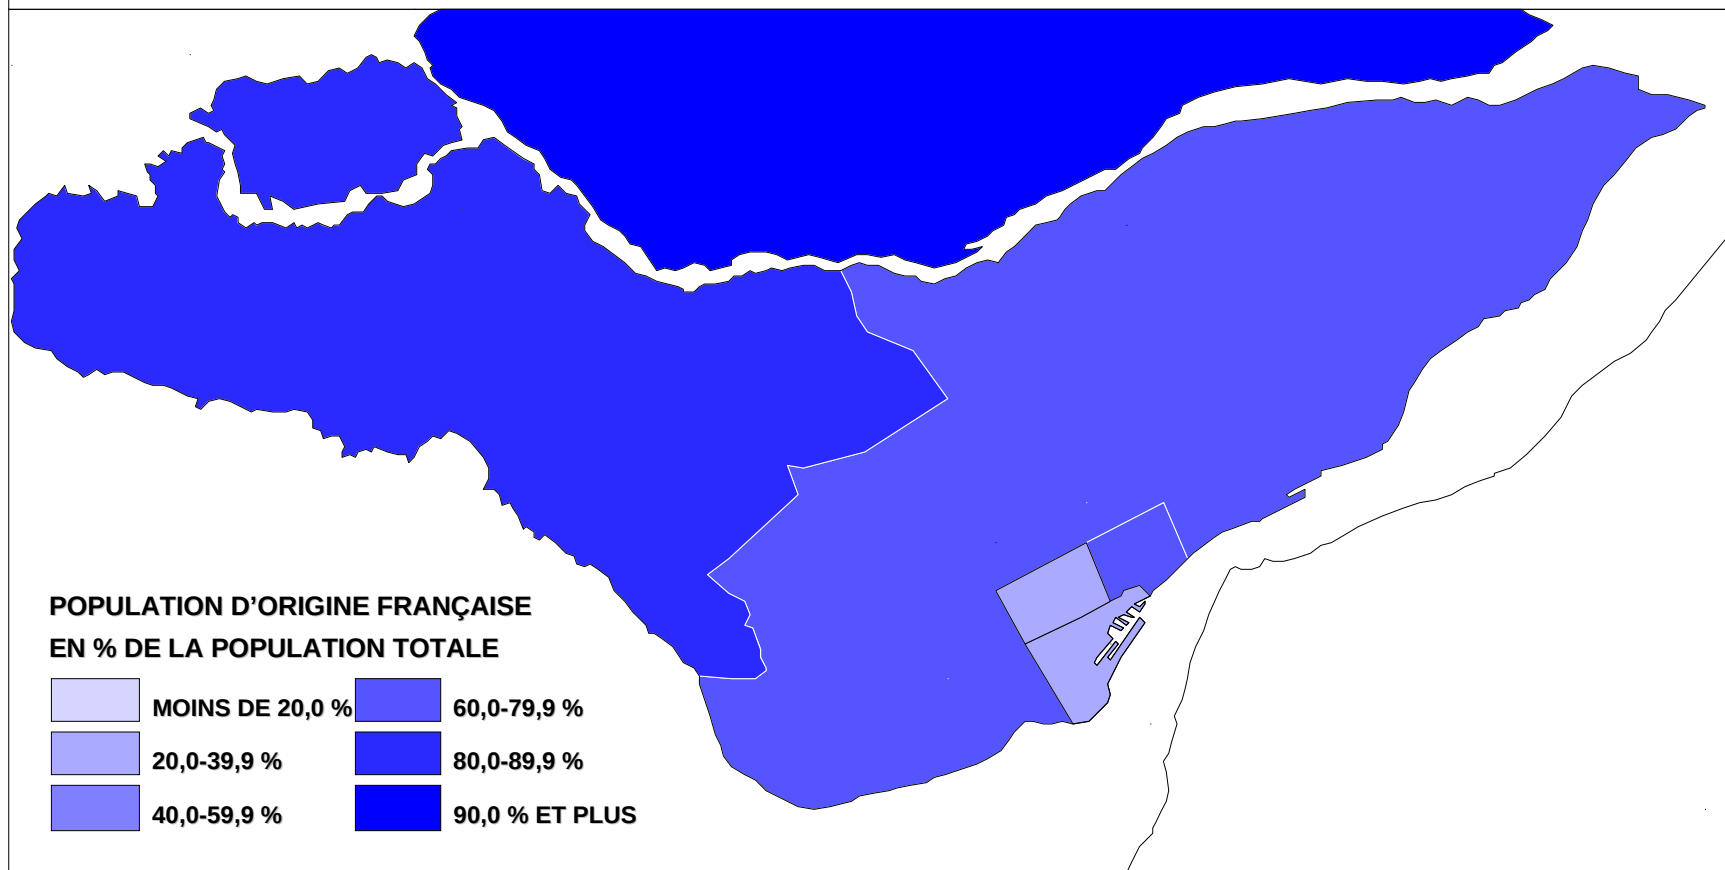 POPULATION D’ORIGINE FRANÇAISE
EN % DE LA POPULATION TOTALE
MOINS DE 20,0 %
20,0-39,9 %
40,0-59,9 %
60,0-79,9 %
80,0-89,9 %
90,0 % ET PLUS